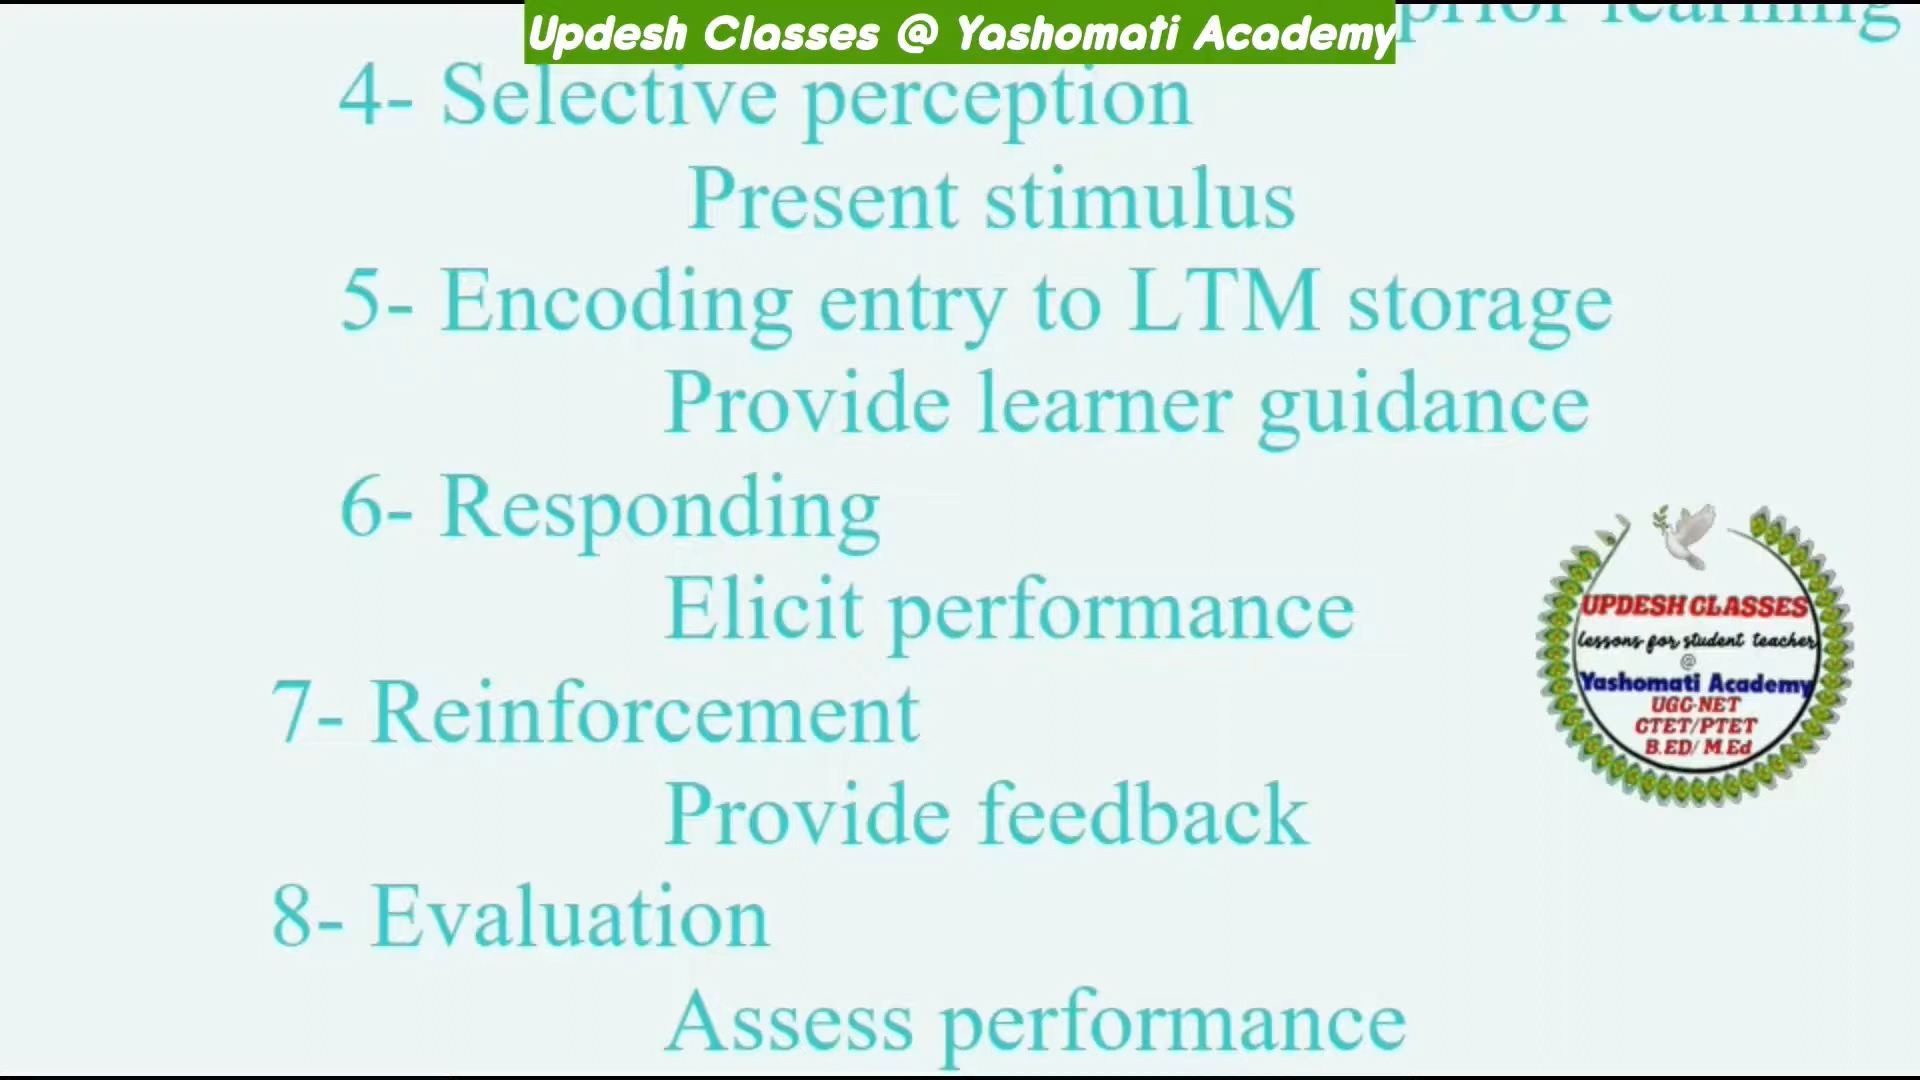 Updesh Classes @ Yashomati Academy
prior learning
4- Selective perception
Present stimulus
5- Encoding entry to LTM storage
Provide learner guidance
6- Responding
Elicit performance
7- Reinforcement
Provide feedback
8- Evaluation
Assess performance
UPDESH CLASSES
lessons for student teacher
@
Yashomati Academy
UGC-NET
CTET/PTET
B.ED/ M.Ed